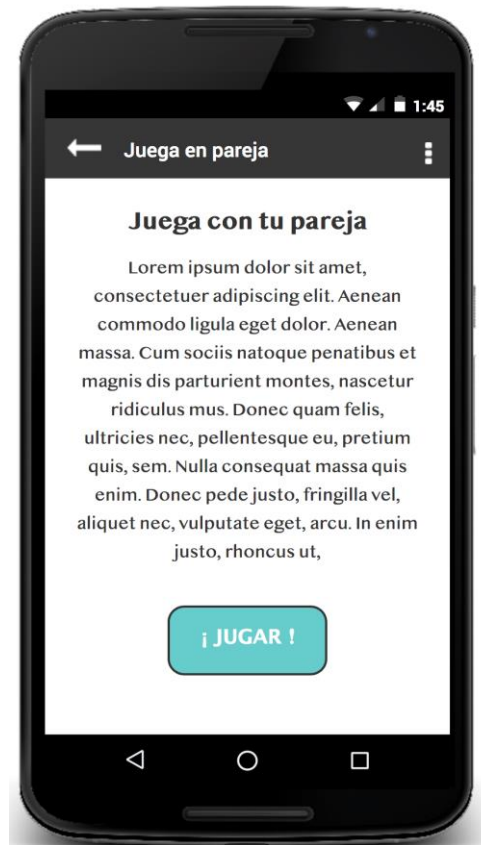 1:45
Juega en pareja
Juega con tu pareja
Lorem ipsum dolor sit amet,
consectetuer adipiscing elit. Aenean
commodo ligula eget dolor. Aenean
massa. Cum sociis natoque penatibus et
magnis dis parturient montes, nascetur
ridiculus mus. Donec quam felis,
ultricies nec, pellentesque eu, pretium
quis, sem. Nulla consequat massa quis
enim. Donec pede justo, fringilla vel,
aliquet nec, vulputate eget, arcu. In enim
justo, rhoncus ut,
¡ JUGAR !